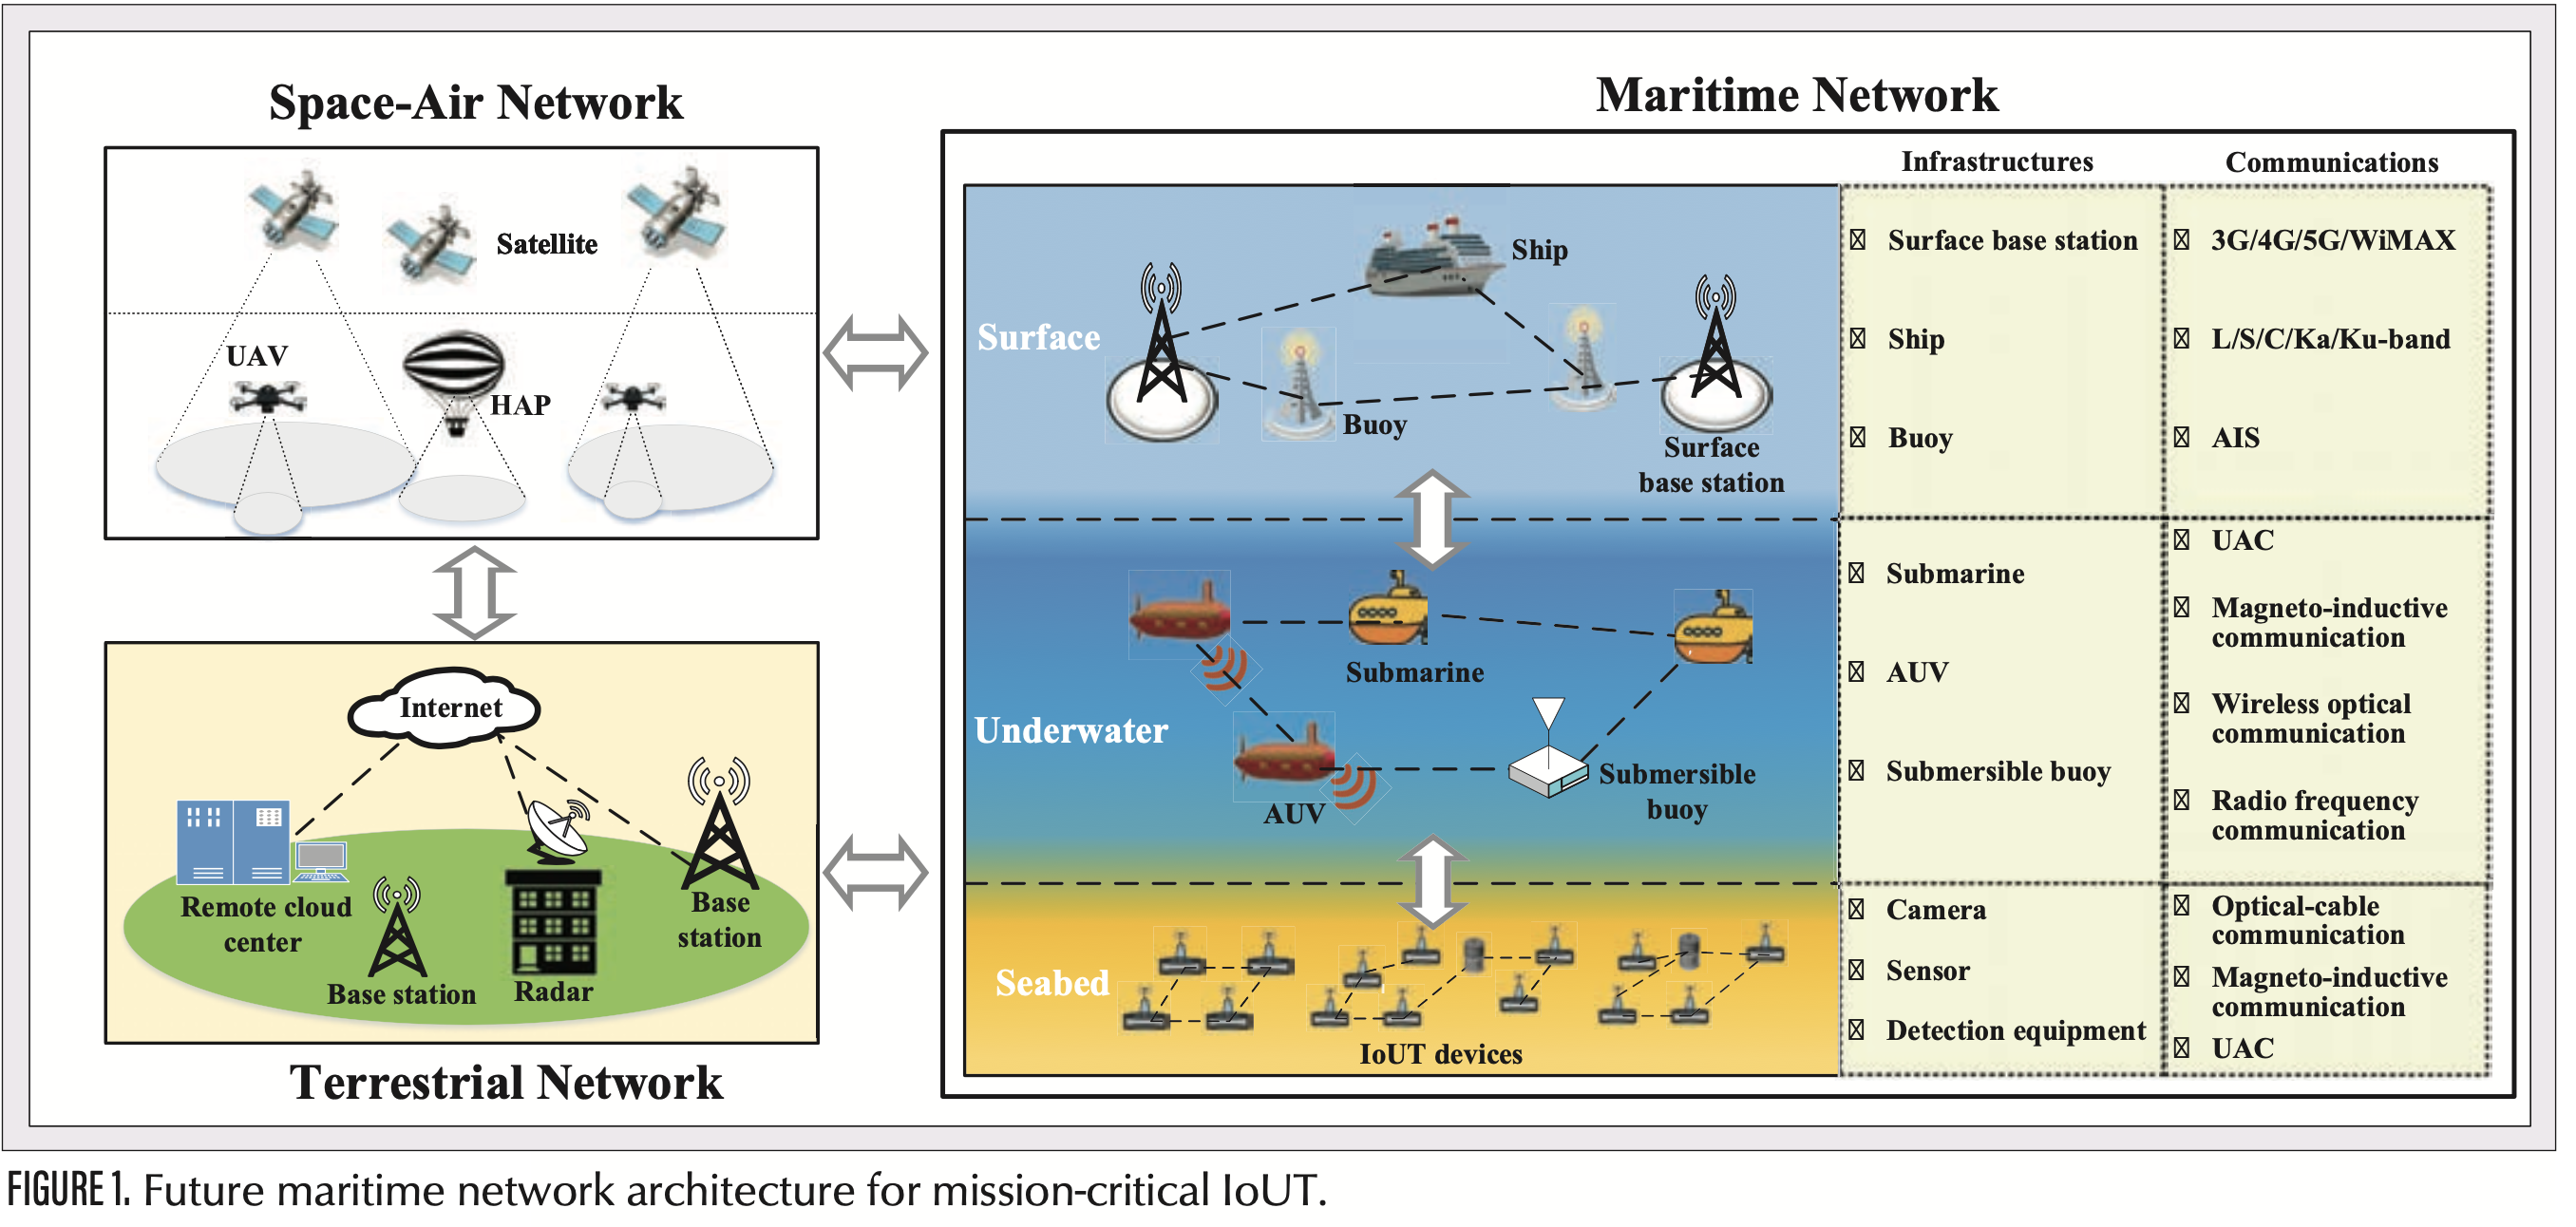 Space-Air Network
Satellite
UAV
HAP
Internet
Remote cloud
center
Base station
Radar
Base
station
Terrestrial Network
Maritime Network
Surface
Ship
Buoy
Surface
base station
Underwater
Submarine
AUV
Submersible
buoy
Seabed
IoUT devices
Infrastructures
Communications
Surface base station
Ship
Buoy
3G/4G/5G/WiMAX
L/S/C/Ka/Ku-band
AIS
Submarine
AUV
Submersible buoy
UAC
Magneto-inductive
communication
Wireless optical
communication
Radio frequency
communication
Camera
Sensor
Detection equipment
Optical-cable
communication
Magneto-inductive
communication
UAC
FIGURE 1. Future maritime network architecture for mission-critical IoUT.